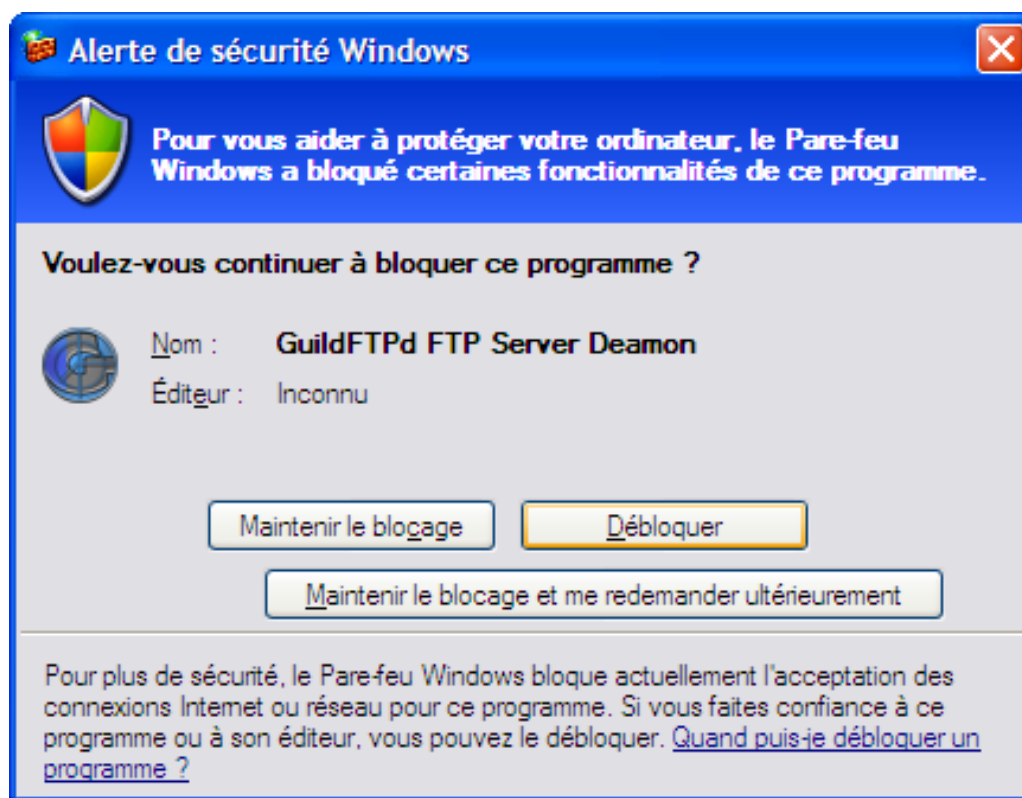 Alerte de sécurité Windows
Pour vous aider à protéger votre ordinateur, le Pare-feu
Windows a bloqué certaines fonctionnalités de ce programme.
Voulez-vous continuer à bloquer ce programme ?
Nom : GuildFTPd FTP Server Deamon
Éditeur : Inconnu
Maintenir le blocage Débloquer
Maintenir le blocage et me redemander ultérieurement
Pour plus de sécurité, le Pare-feu Windows bloque actuellement l'acceptation des
connexions Internet ou réseau pour ce programme. Si vous faites confiance à ce
programme ou à son éditeur, vous pouvez le débloquer. Quand puis-je débloquer un
programme ?